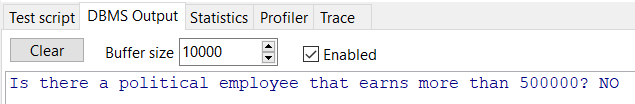 Test script DBMS Output Statistics Profiler Trace
Clear Buffer size 10000 Enabled
Is there a political employee that earns more than 500000? NO